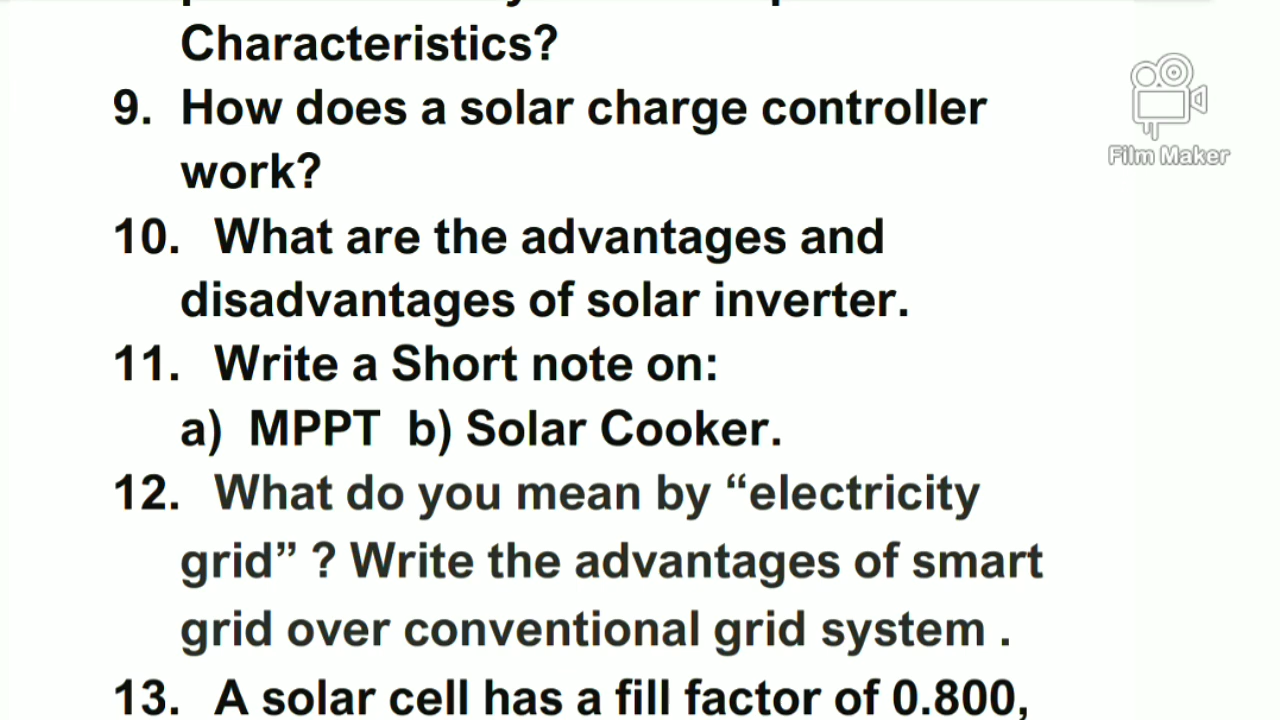 Characteristics?
9. How does a solar charge controller
work?
10. What are the advantages and
disadvantages of solar inverter.
11. Write a Short note on:
a) MPPT b) Solar Cooker.
12. What do you mean by “electricity
grid” ? Write the advantages of smart
grid over conventional grid system .
13. A solar cell has a fill factor of 0.800,
Film Maker